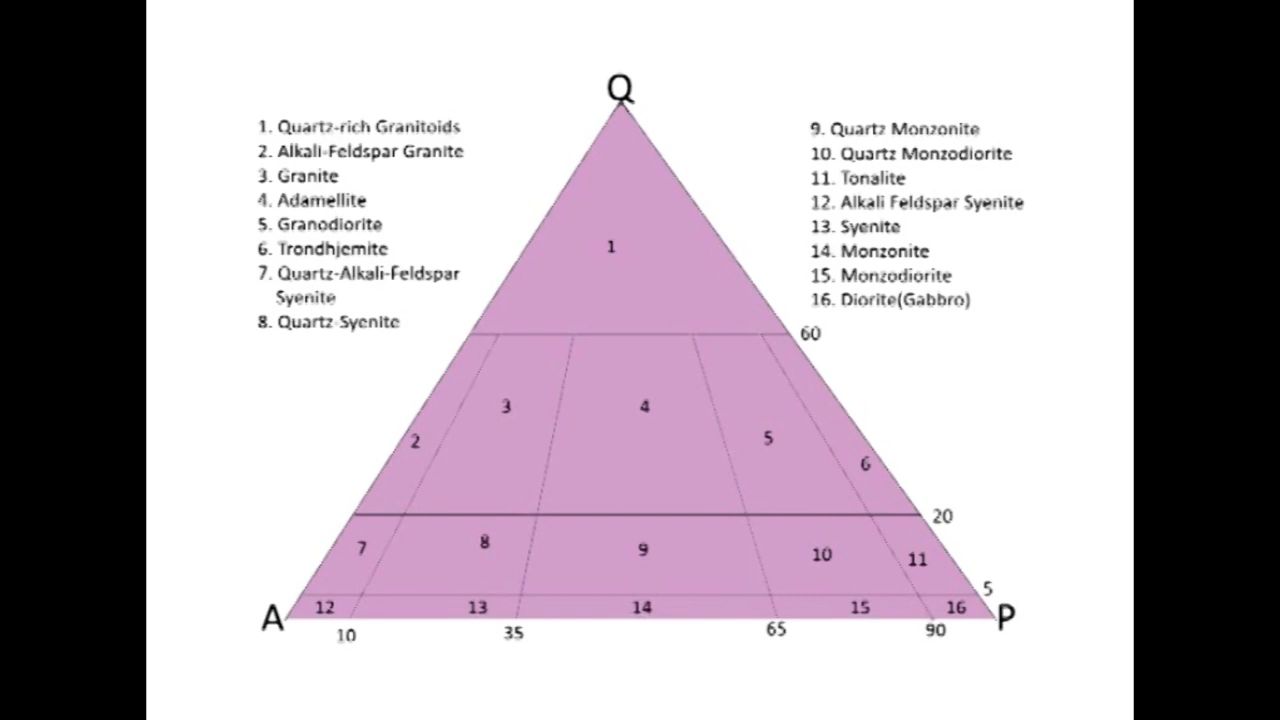 Q
1. Quartz-rich Granitoids
2. Alkali-Feldspar Granite
3. Granite
4. Adamellite
5. Granodiorite
6. Trondhjemite
7. Quartz-Alkali-Feldspar
Syenite
8. Quartz-Syenite
9. Quartz Monzonite
10. Quartz Monzodiorite
11. Tonalite
12. Alkali Feldspar Syenite
13. Syenite
14. Monzonite
15. Monzodiorite
16. Diorite(Gabbro)
1
60
3 4
5
2
6
20
7 8 9 10 11
5
12 13 14 15 16
A P
10 35 65 90